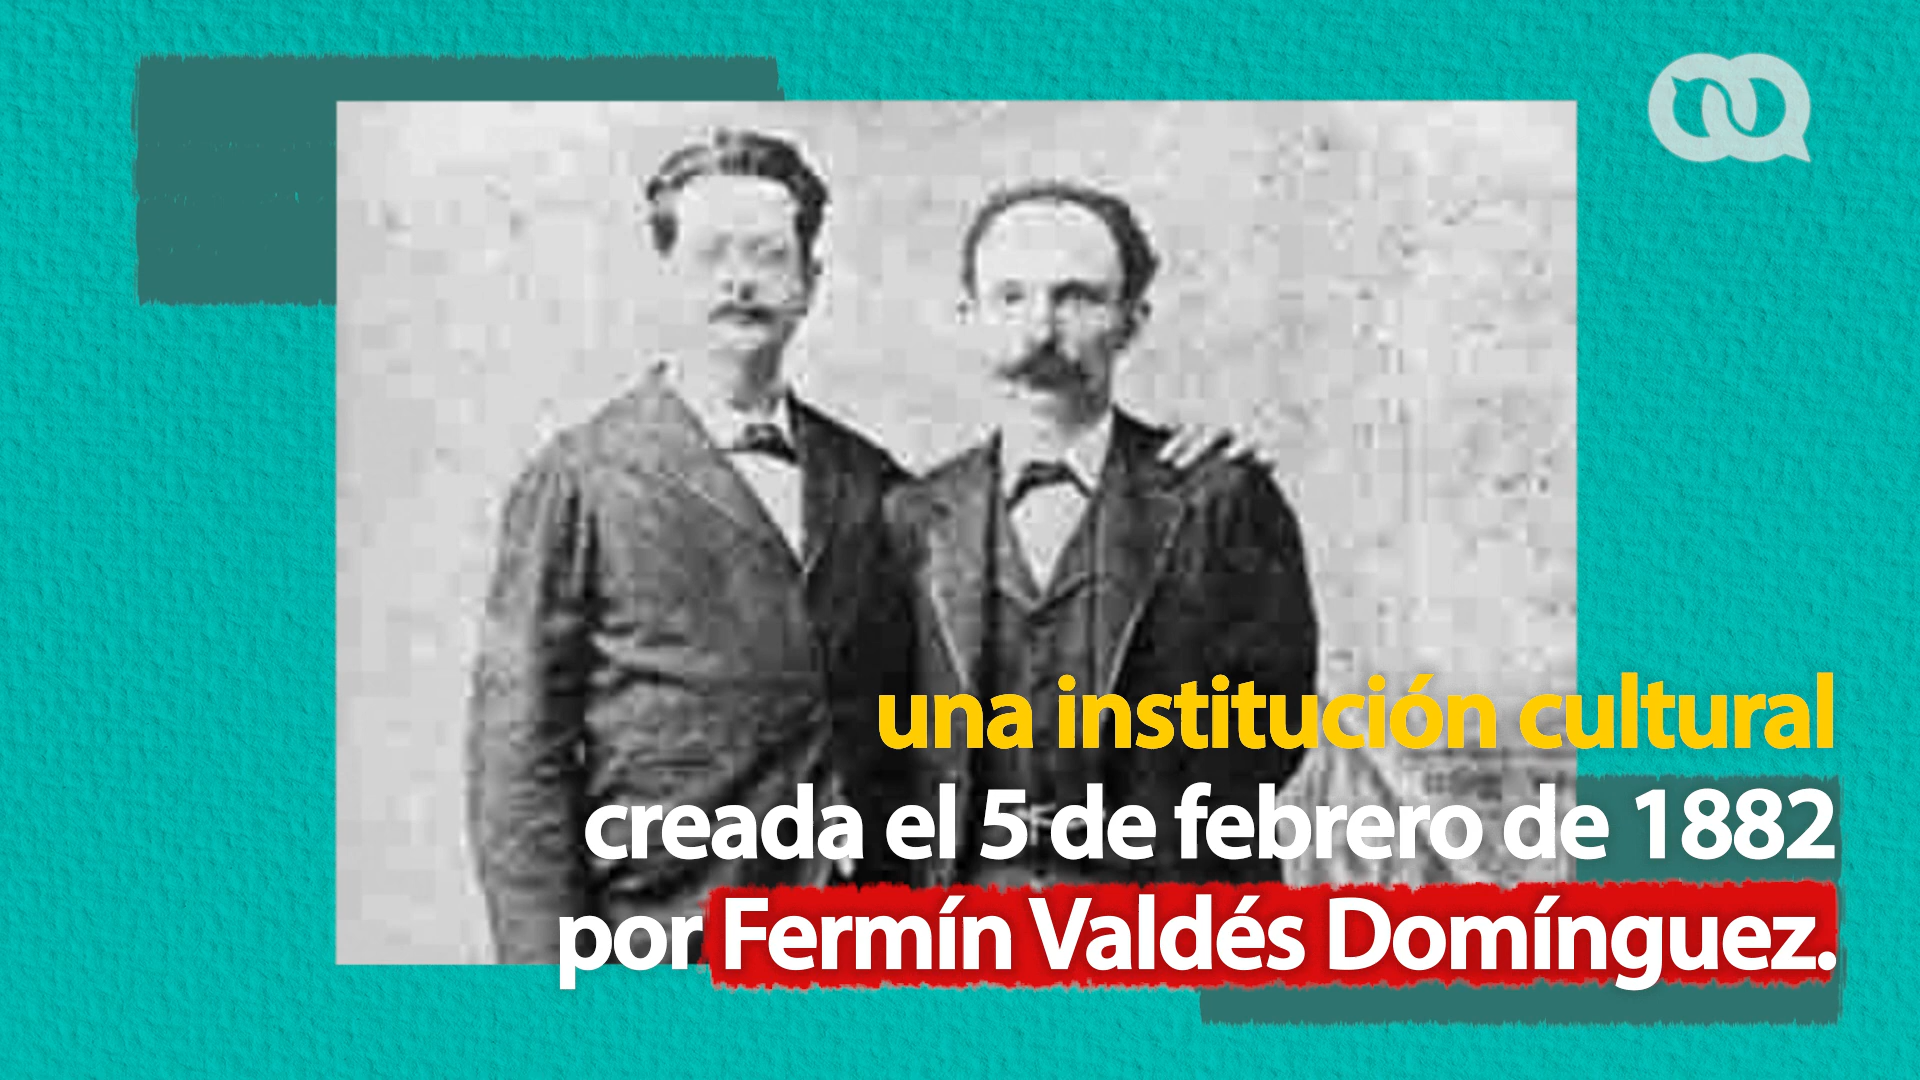 una institución cultural
creada el 5 de febrero de 1882
por Fermín Valdés Domínguez.